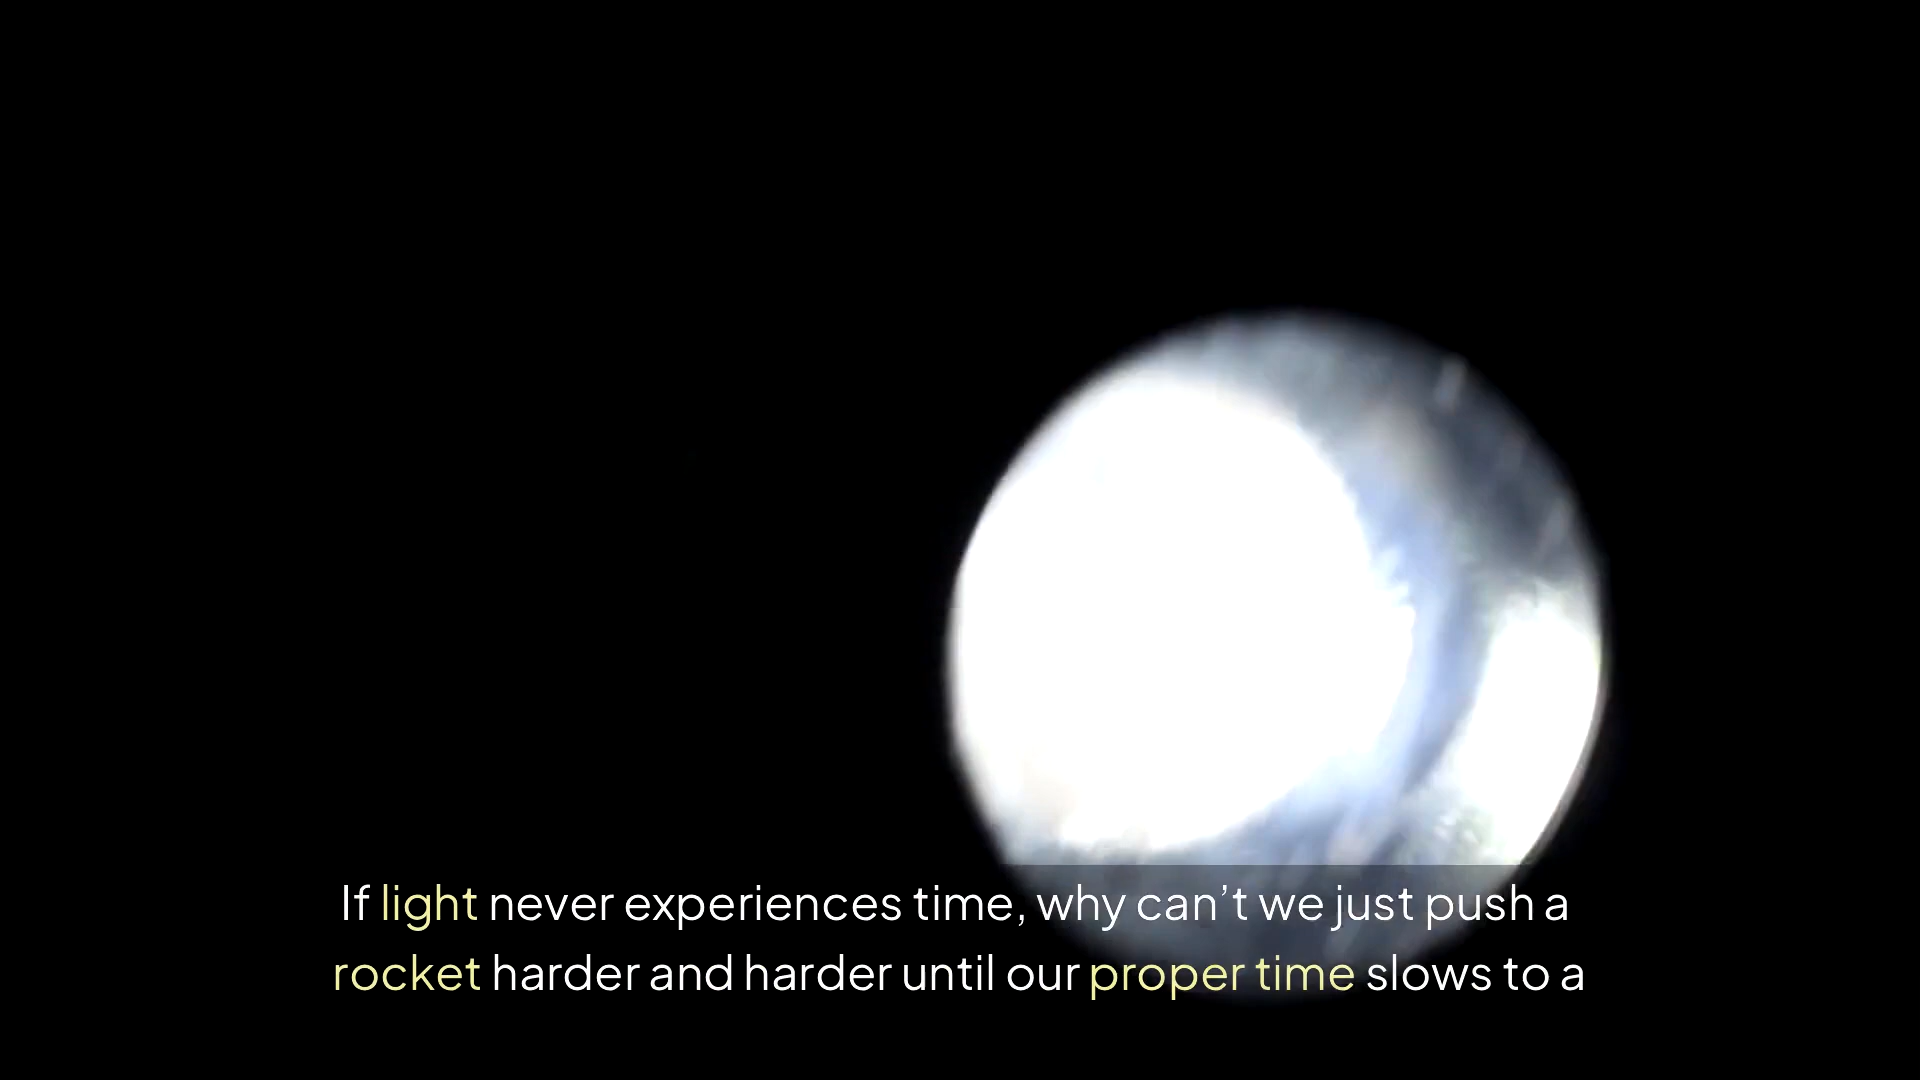 If light never experiences time, why can’t we just push a
rocket harder and harder until our proper time slows to a